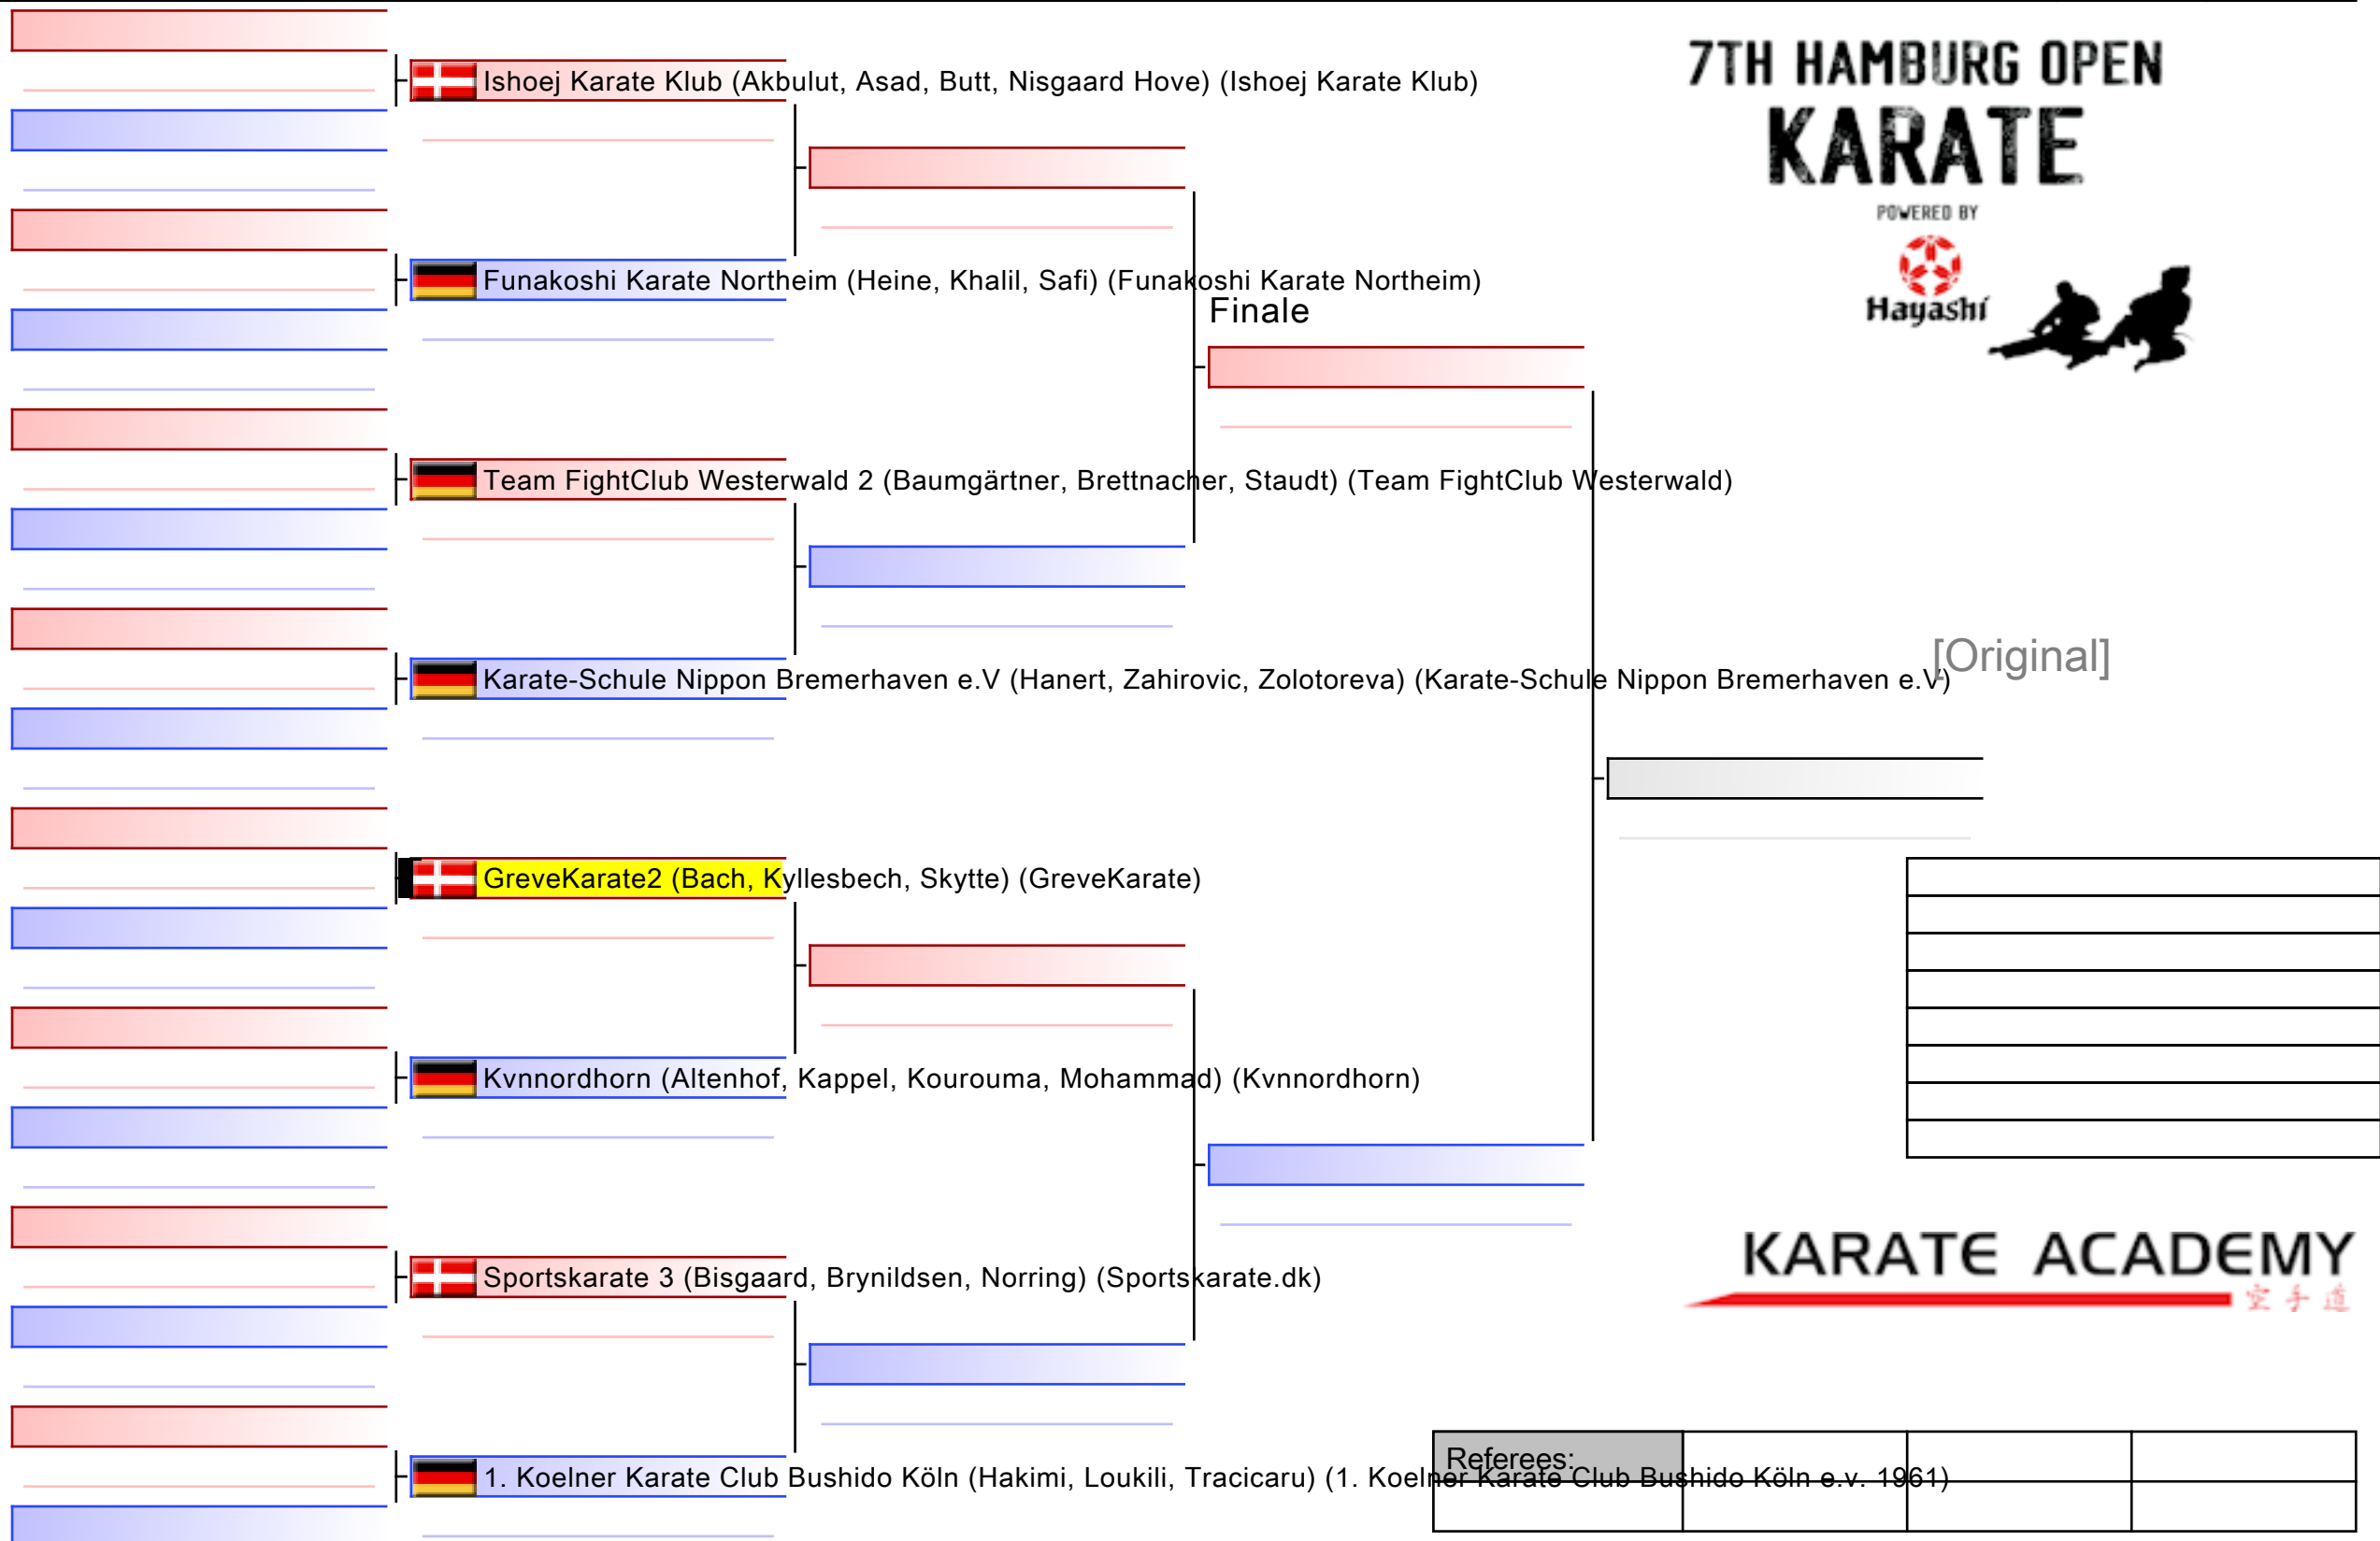 7TH HAMBURG OPEN
KARATE
POWERED BY
Hayashi
Ishoej Karate Klub (Akbulut, Asad, Butt, Nisgaard Hove) (Ishoej Karate Klub)
Funakoshi Karate Northeim (Heine, Khalil, Safi) (Funakoshi Karate Northeim)
Finale
Team FightClub Westerwald 2 (Baumgärtner, Brettnacher, Staudt) (Team FightClub Westerwald)
[Original]
Karate-Schule Nippon Bremerhaven e.V (Hanert, Zahirovic, Zolotoreva) (Karate-Schule Nippon Bremerhaven e.V)
GreveKarate2 (Bach, Kyllesbech, Skytte) (GreveKarate)
Kvnnordhorn (Altenhof, Kappel, Kourouma, Mohammad) (Kvnnordhorn)
Sportskarate 3 (Bisgaard, Brynildsen, Norring) (Sportskarate.dk)
KARATE ACADEMY
空手道
Referees:
1. Koelner Karate Club Bushido Köln (Hakimi, Loukili, Tracicaru) (1. Koelner Karate Club Bushido Köln e.v. 1961)